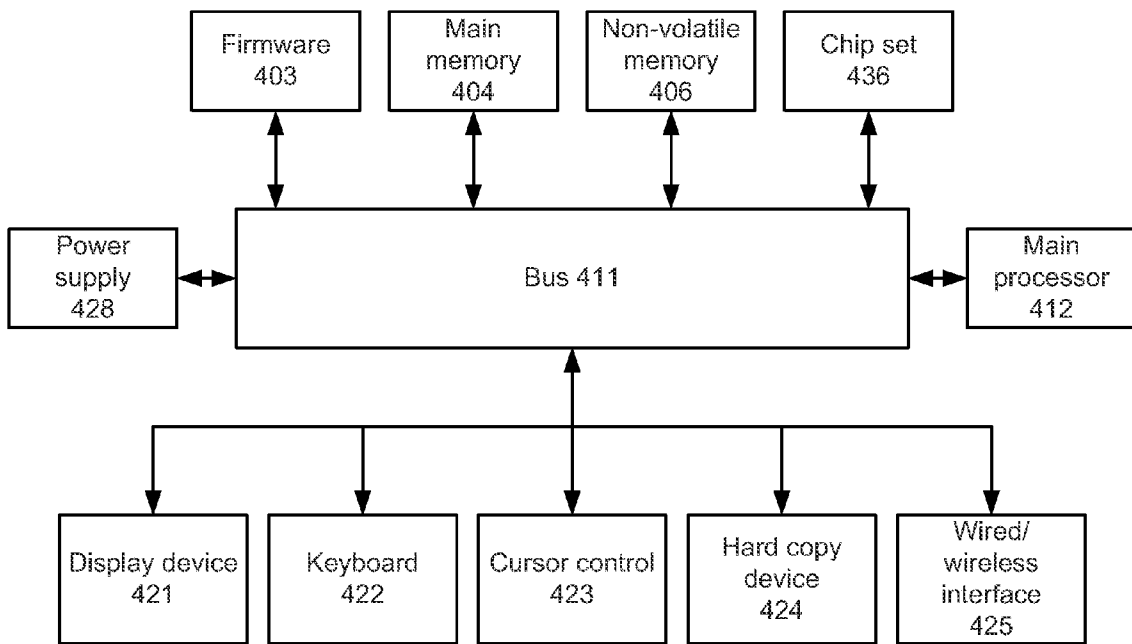 Firmware
403
Main
memory
404
Non-volatile
memory
406
Chip set
436
Power
supply
428
Bus 411
Main
processor
412
Display device
421
Keyboard
422
Cursor control
423
Hard copy
device
424
Wired/
wireless
interface
425